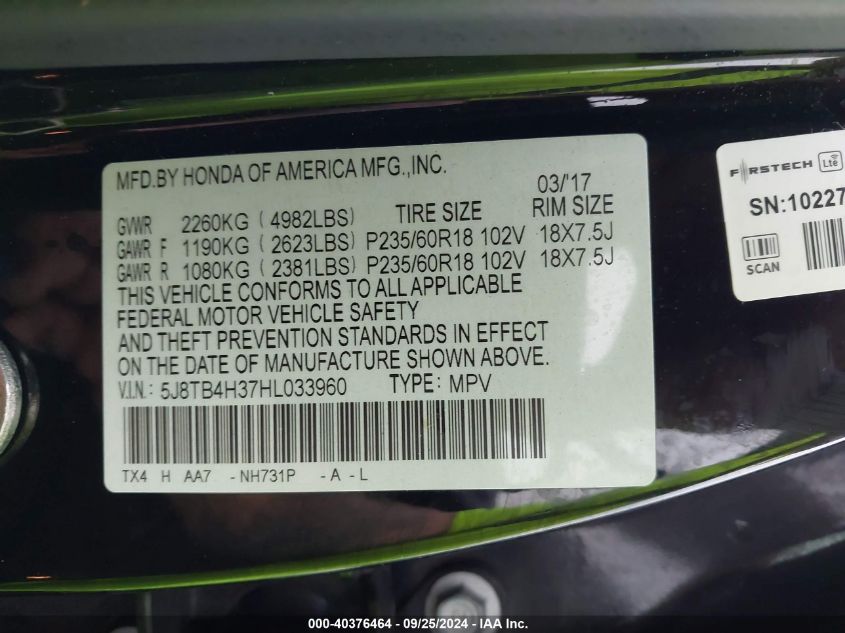 MFD.BY HONDA OF AMERICA MFG.,INC.
03/'17
GVWR 2260KG ( 4982LBS) TIRE SIZE RIM SIZE
GAWR F 1190KG ( 2623LBS) P235/60R18 102V 18X7.5J
GAWR R 1080KG ( 2381LBS) P235/60R18 102V 18X7.5J
THIS VEHICLE CONFORMS TO ALL APPLICABLE
FEDERAL MOTOR VEHICLE SAFETY
AND THEFT PREVENTION STANDARDS IN EFFECT
ON THE DATE OF MANUFACTURE SHOWN ABOVE.
V.I.N.: 5J8TB4H37HL033960 TYPE: MPV
TX4 H AA7 -NH731P -A -L
FIRSTECH Lte
SN:10227
SCAN
000-40376464 - 09/25/2024 - IAA Inc.